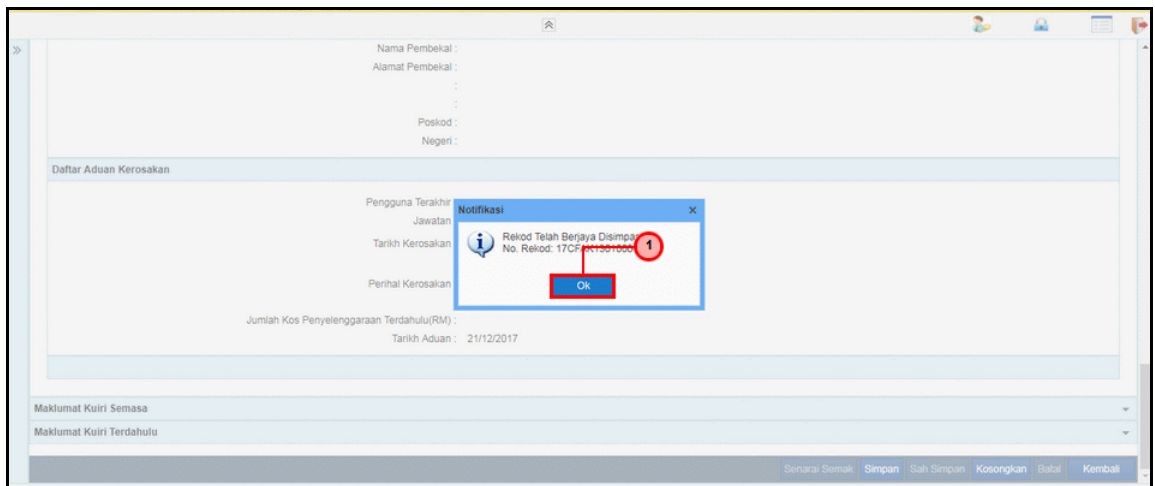 Nama Pembekal :
Alamat Pembekal :
:
:
Poskod :
Negeri :
Daftar Aduan Kerosakan
Pengguna Terakhir
Jawatan
Tarikh Kerosakan
Perihal Kerosakan
Jumlah Kos Penyelenggaraan Terdahulu(RM) :
Tarikh Aduan : 21/12/2017
Notifikasi x
Rekod Telah Berjaya
No. Rekod:
1
Ok
Maklumat Kuiri Semasa
Maklumat Kuiri Terdahulu
Senarai Semak Simpan Sah Simpan Kosongkan Batal Kembali